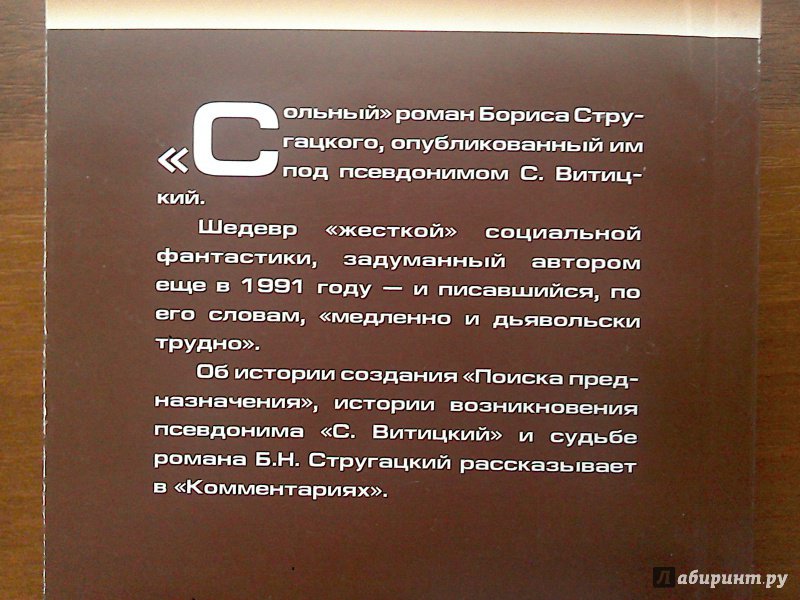 «Сольный» роман Бориса Стру-
гацкого, опубликованный им
под псевдонимом С. Витиц-
кий.
Шедевр «жесткой» социальной
фантастики, задуманный автором
еще в 1991 году — и писавшийся, по
его словам, «медленно и дьявольски
трудно».
Об истории создания «Поиска пред-
назначения», истории возникновения
псевдонима «С. Витицкий» и судьбе
романа Б.Н. Стругацкий рассказывает
в «Комментариях».
Лабиринт.ру